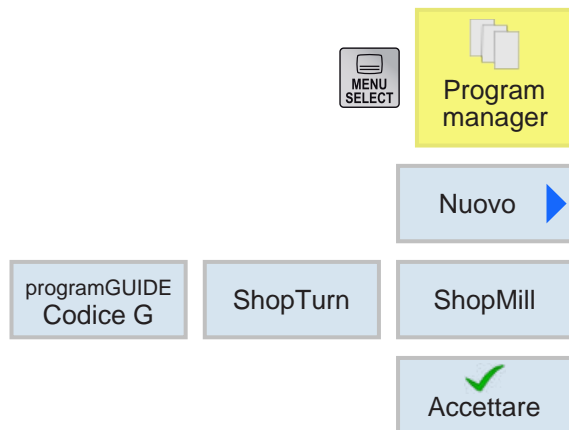 MENU
SELECT
Program
manager
Nuovo
programGUIDE
Codice G
ShopTurn
ShopMill
Accettare